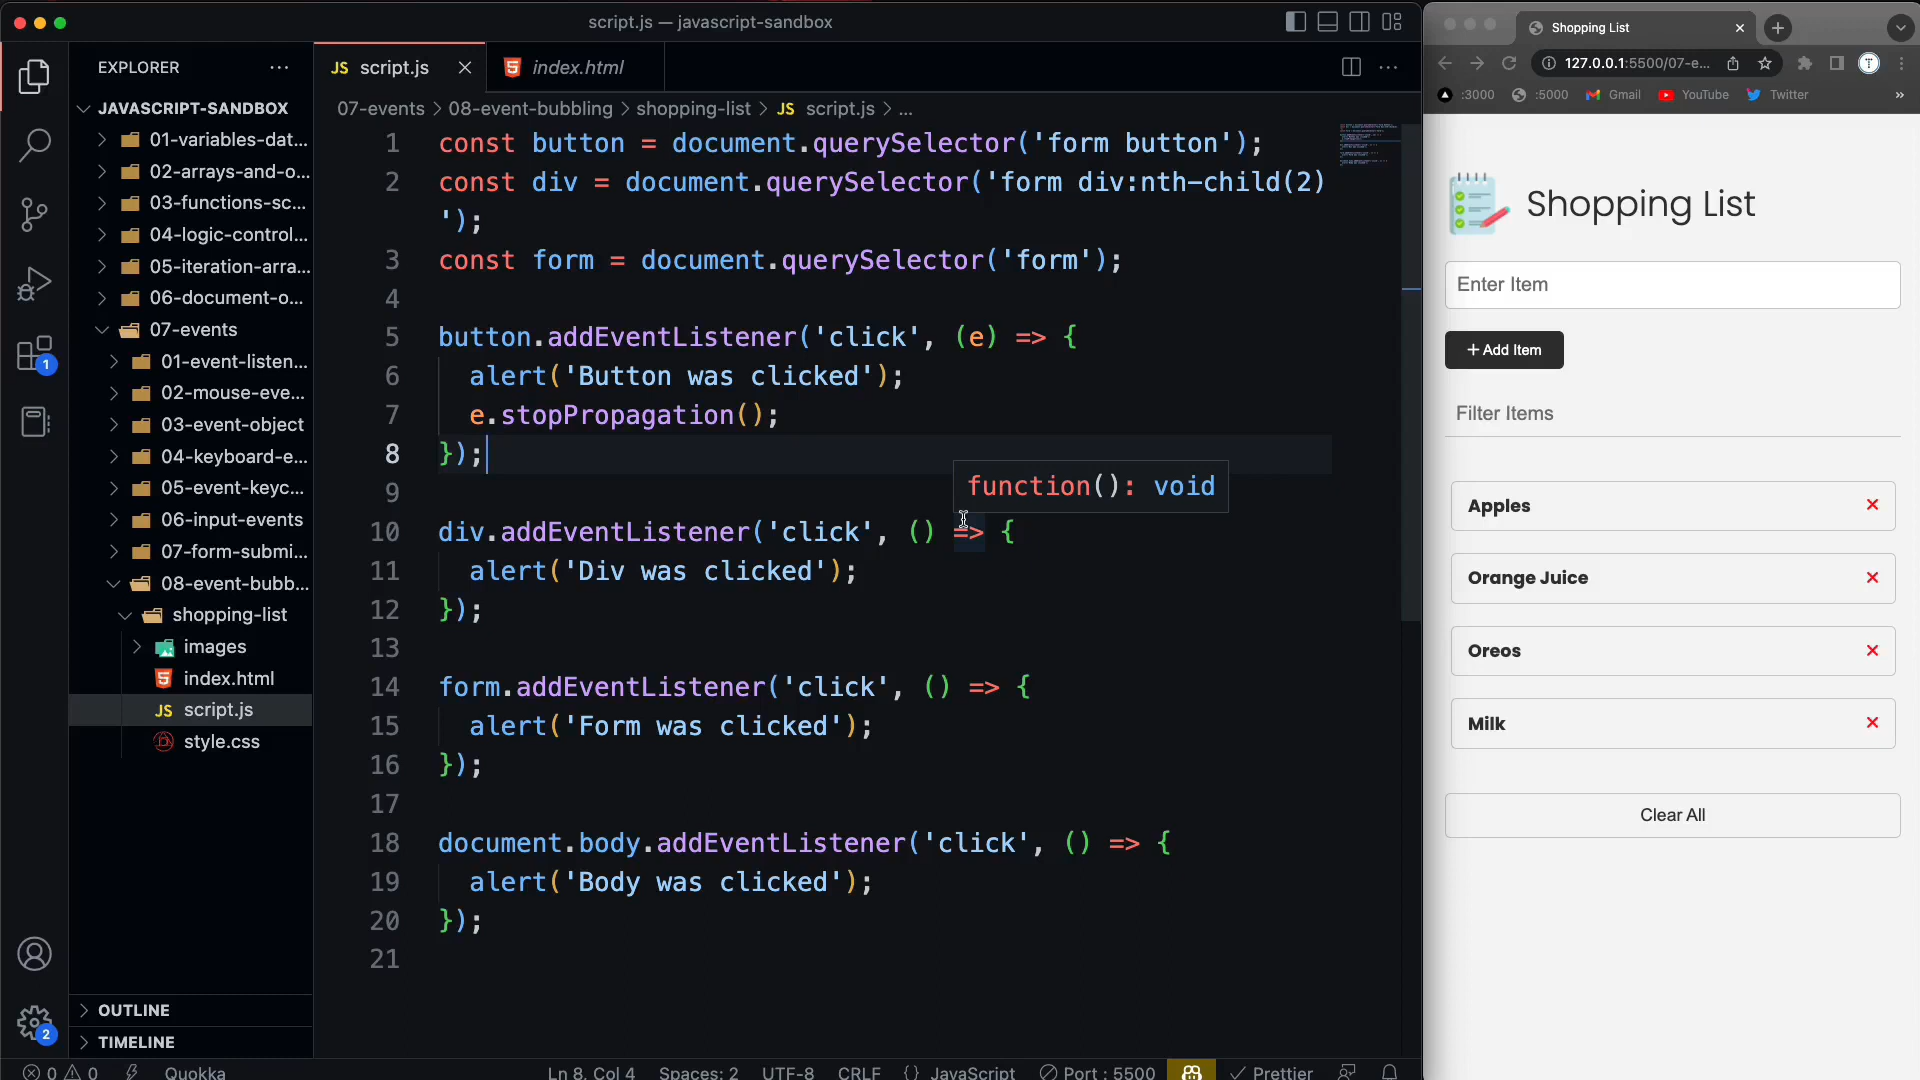 script.js — javascript-sandbox
EXPLORER
JAVASCRIPT-SANDBOX
01-variables-dat...
02-arrays-and-o...
03-functions-sc...
04-logic-control...
05-iteration-arra...
06-document-o...
07-events
01-event-listen...
02-mouse-eve...
03-event-object
04-keyboard-e...
05-event-keyc...
06-input-events
07-form-submi...
08-event-bubb...
shopping-list
images
index.html
JS script.js
style.css
OUTLINE
TIMELINE
1
2
JS script.js
index.html
07-events > 08-event-bubbling > shopping-list > JS script.js > ...
1 const button = document.querySelector('form button');
2 const div = document.querySelector('form div:nth-child(2)
');
3 const form = document.querySelector('form');
4
5 button.addEventListener('click', (e) => {
6 alert('Button was clicked');
7 e.stopPropagation();
8 });
9
function(): void
10 div.addEventListener('click', () => {
11 alert('Div was clicked');
12 });
13
14 form.addEventListener('click', () => {
15 alert('Form was clicked');
16 });
17
18 document.body.addEventListener('click', () => {
19 alert('Body was clicked');
20 });
21
0 0 Quokka Ln 8, Col 4 Spaces: 2 UTF-8 CRLF {} JavaScript Port : 5500 Prettier
Shopping List
127.0.0.1:5500/07-e...
T
:3000 :5000 Gmail YouTube Twitter »
Shopping List
Enter Item
+ Add Item
Filter Items
Apples
Orange Juice
Oreos
Milk
Clear All